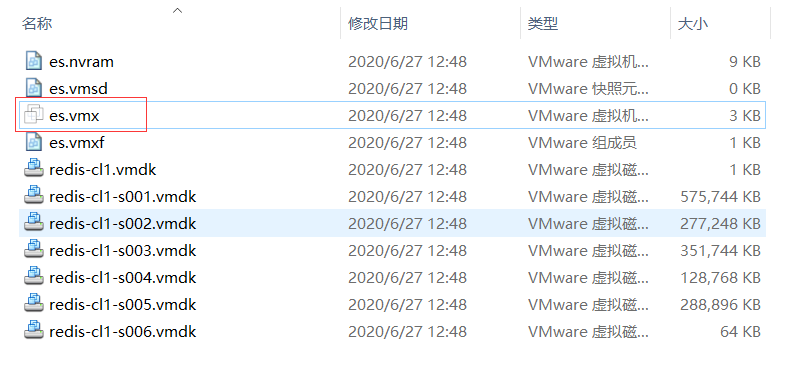 名称 修改日期 类型 大小
es.nvram 2020/6/27 12:48 VMware 虚拟机... 9 KB
es.vmsd 2020/6/27 12:48 VMware 快照元... 0 KB
es.vmx 2020/6/27 12:48 VMware 虚拟机... 3 KB
es.vmxf 2020/6/27 12:48 VMware 组成员 1 KB
redis-cl1.vmdk 2020/6/27 12:48 VMware 虚拟磁... 1 KB
redis-cl1-s001.vmdk 2020/6/27 12:48 VMware 虚拟磁... 575,744 KB
redis-cl1-s002.vmdk 2020/6/27 12:48 VMware 虚拟磁... 277,248 KB
redis-cl1-s003.vmdk 2020/6/27 12:48 VMware 虚拟磁... 351,744 KB
redis-cl1-s004.vmdk 2020/6/27 12:48 VMware 虚拟磁... 128,768 KB
redis-cl1-s005.vmdk 2020/6/27 12:48 VMware 虚拟磁... 288,896 KB
redis-cl1-s006.vmdk 2020/6/27 12:48 VMware 虚拟磁... 64 KB